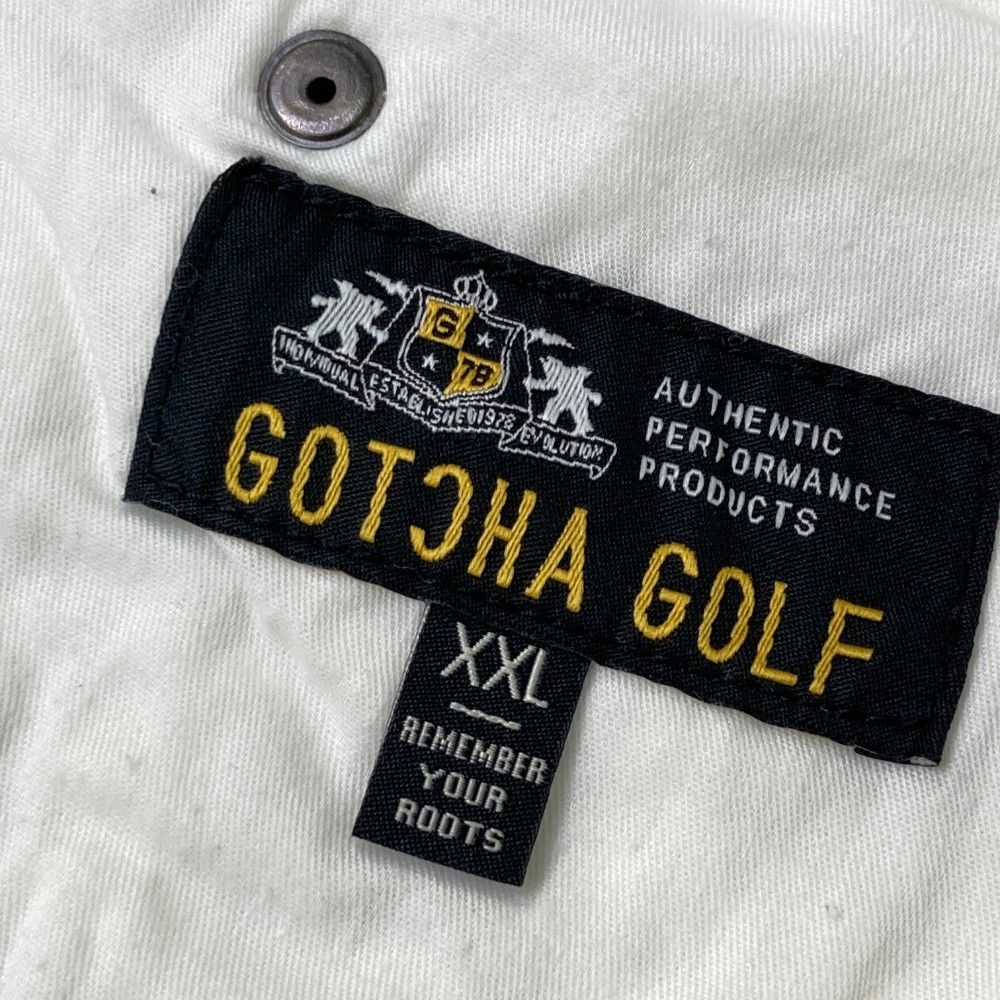 G
78
INDIVIDUAL ESTABLISHED 1978 EVOLUTION
AUTHENTIC
PERFORMANCE
PRODUCTS
GOTCHA GOLF
XXL
REMEMBER
YOUR
ROOTS